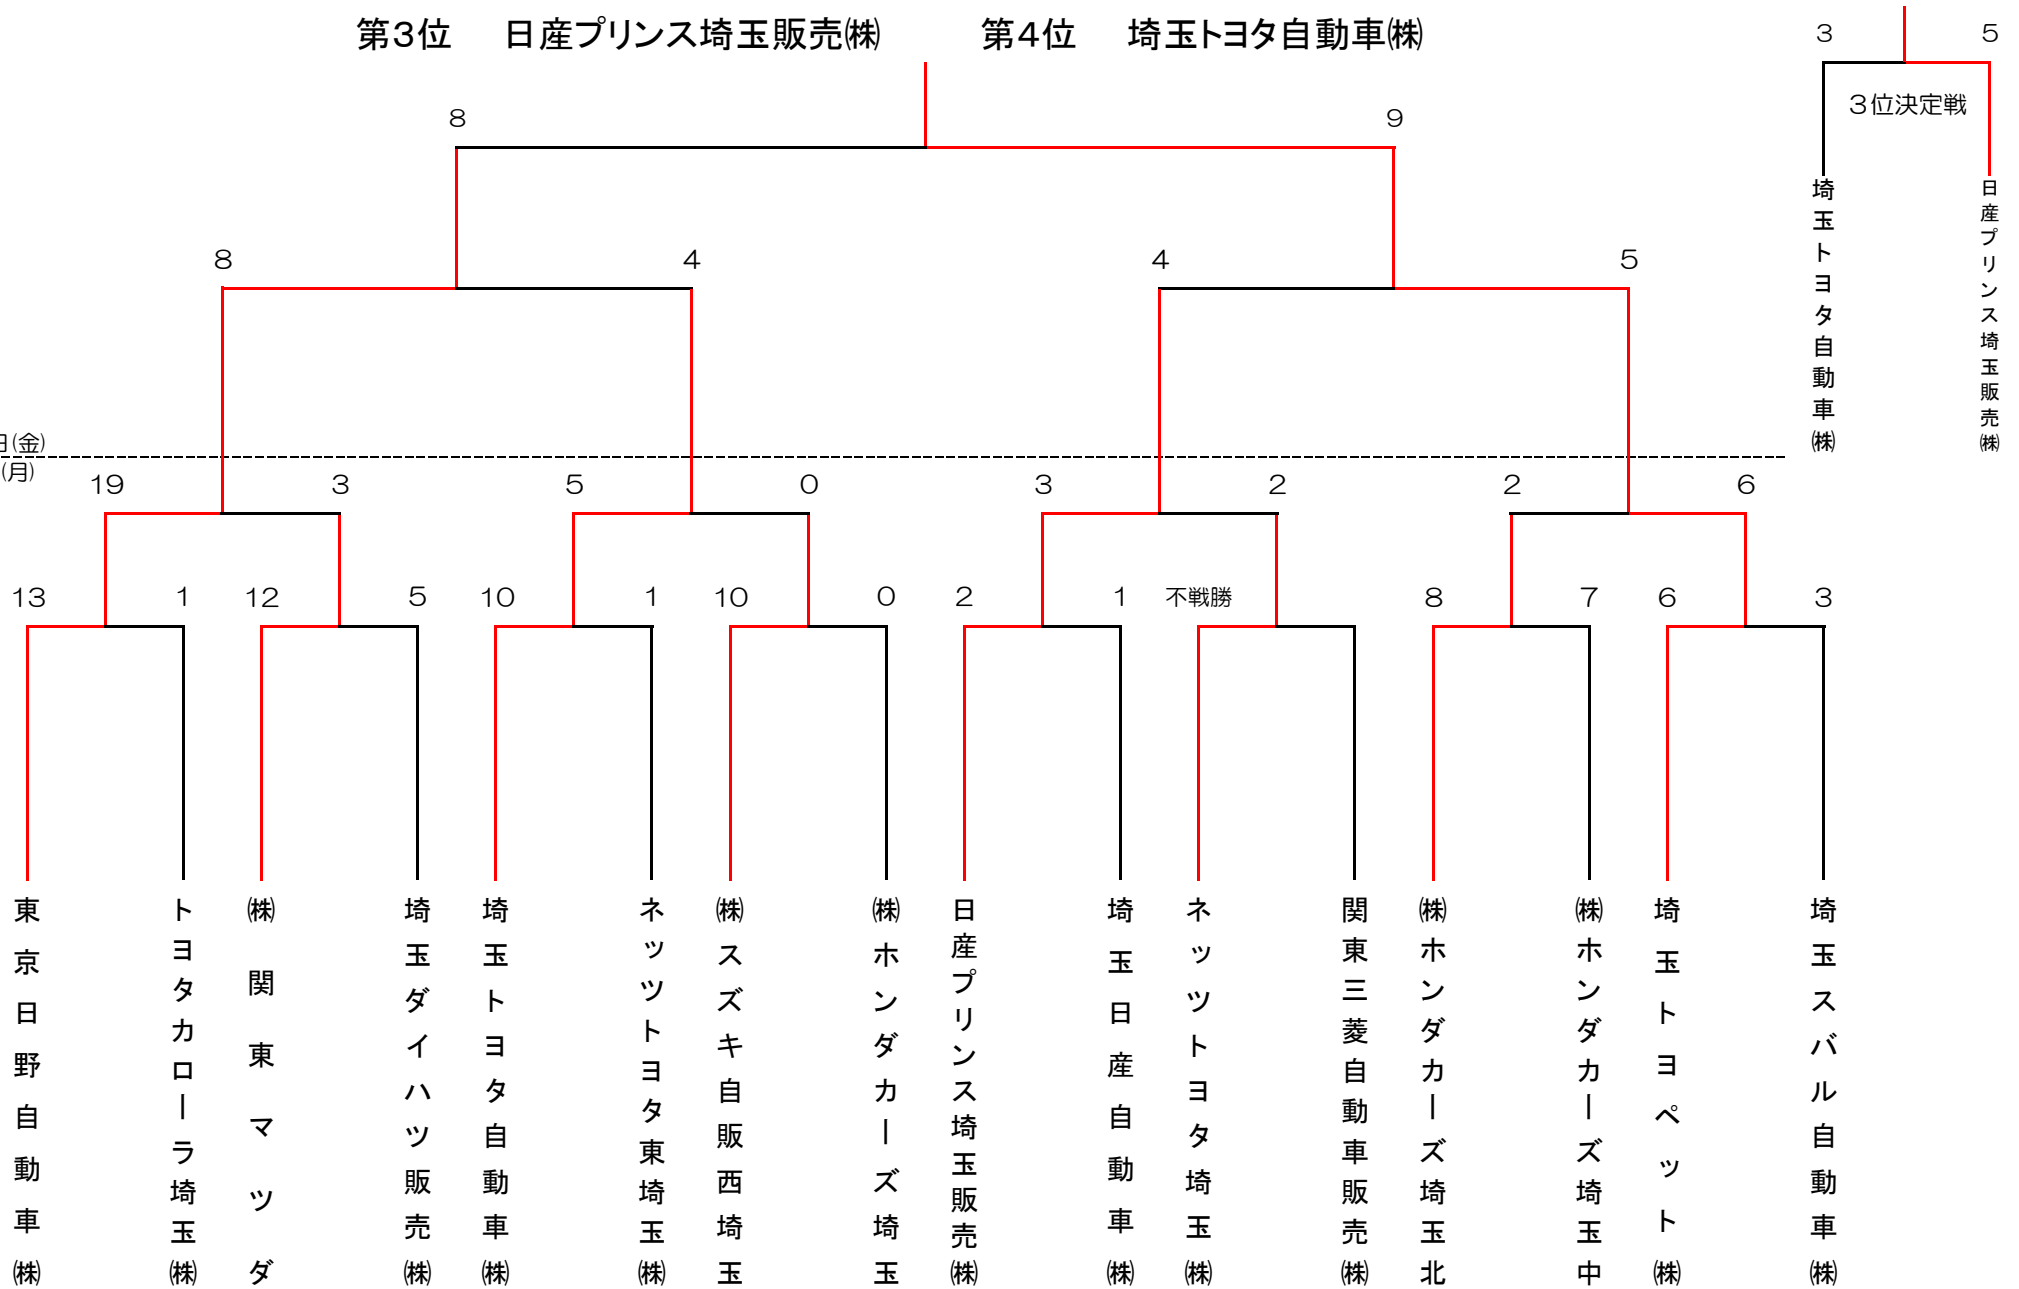 第３位　日産プリンス埼玉販売㈱　第４位　埼玉トヨタ自動車㈱
3 5
３位決定戦
埼玉トヨタ自動車㈱
日産プリンス埼玉販売㈱
8 9
8 4 4 5
日(金)
(月)
19 3 5 0 3 2 2 6
13 1 12 5 10 1 10 0 2 1 不戦勝 8 7 6 3
東京日野自動車㈱
トヨタカローラ埼玉㈱
㈱関東マツダ
埼玉ダイハツ販売㈱
埼玉トヨタ自動車㈱
ネッツトヨタ東埼玉㈱
㈱スズキ自販西埼玉
㈱ホンダカーズ埼玉
日産プリンス埼玉販売㈱
埼玉日産自動車㈱
ネッツトヨタ埼玉㈱
関東三菱自動車販売㈱
㈱ホンダカーズ埼玉北
㈱ホンダカーズ埼玉中
埼玉トヨペット㈱
埼玉スバル自動車㈱